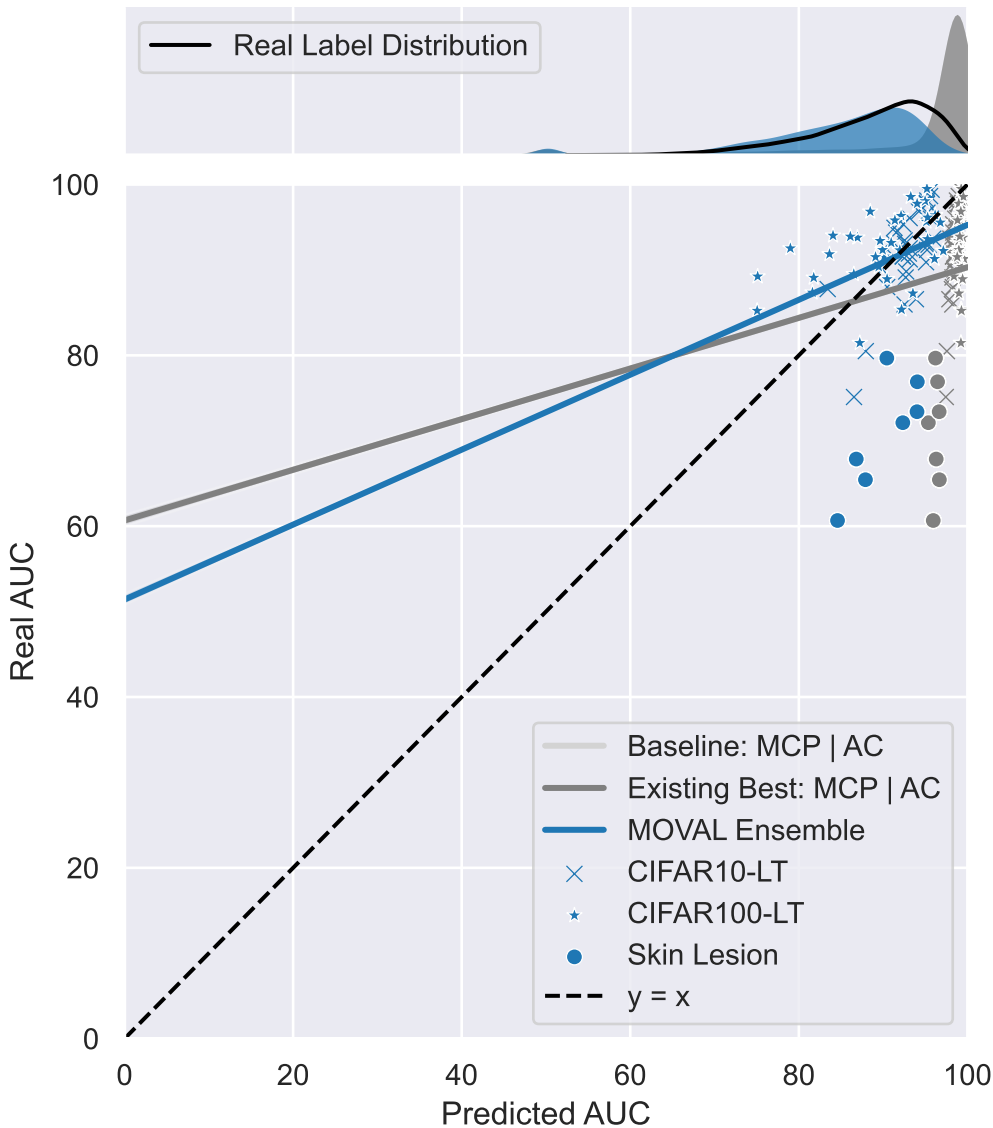 Real Label Distribution
100
80
60
40
20
0
Real AUC
Baseline: MCP | AC
Existing Best: MCP | AC
MOVAL Ensemble
CIFAR10-LT
CIFAR100-LT
Skin Lesion
y = x
0 20 40 60 80 100
Predicted AUC